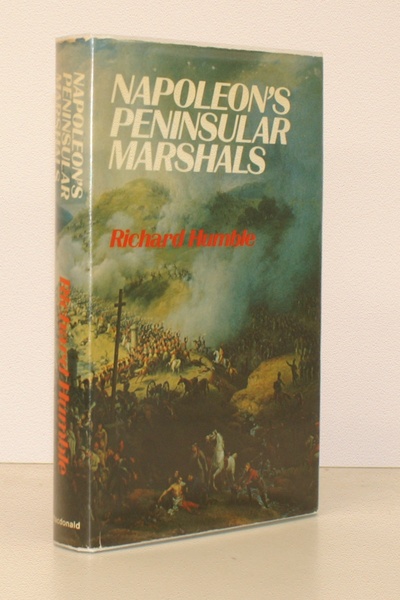 NAPOLEON'S
PENINSULAR
MARSHALS
Richard Humble
NAPOLEON'S
PENINSULAR
MARSHALS
Richard Humble
Macdonald